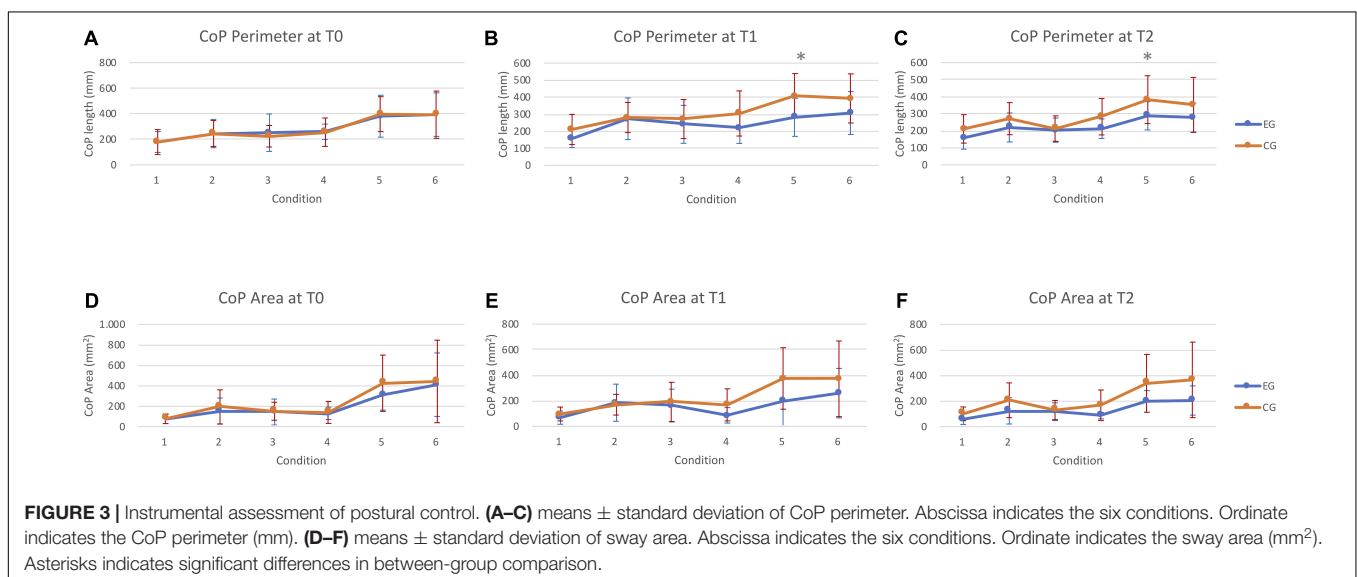 A
CoP Perimeter at T0
CoP length (mm)
800
600
400
200
0
1 2 3 4 5 6
Condition
B
CoP Perimeter at T1
*
CoP length (mm)
600
500
400
300
200
100
0
1 2 3 4 5 6
Condition
C
CoP Perimeter at T2
*
CoP length (mm)
600
500
400
300
200
100
0
1 2 3 4 5 6
Condition
EG
CG
D
CoP Area at T0
CoP Area (mm²)
1.000
800
600
400
200
0
1 2 3 4 5 6
Condition
E
CoP Area at T1
CoP Area (mm²)
800
600
400
200
0
1 2 3 4 5 6
Condition
F
CoP Area at T2
CoP Area (mm²)
800
600
400
200
0
1 2 3 4 5 6
Condition
EG
CG
FIGURE 3 | Instrumental assessment of postural control. (A–C) means ± standard deviation of CoP perimeter. Abscissa indicates the six conditions. Ordinate
indicates the CoP perimeter (mm). (D–F) means ± standard deviation of sway area. Abscissa indicates the six conditions. Ordinate indicates the sway area (mm²).
Asterisks indicates significant differences in between-group comparison.